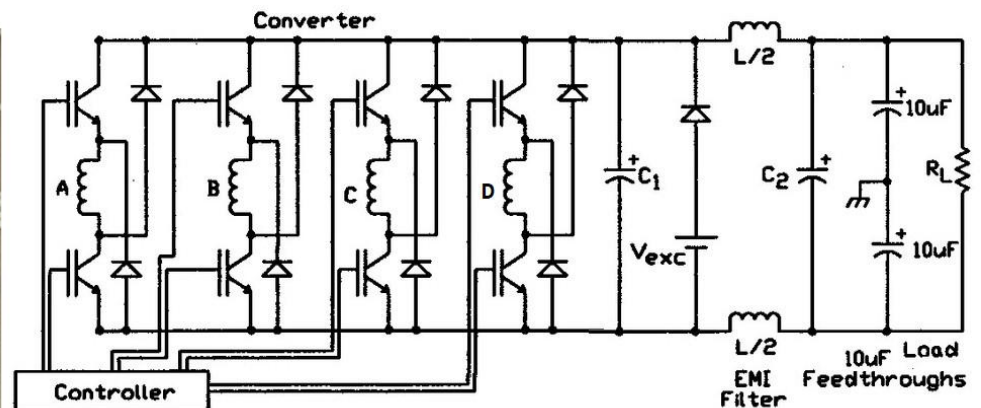 Converter
A
B
C
D
C1
Vexc
L/2
L/2
EMI
Filter
C2
+
+
+
+
10uF
10uF
RL
10uF Load
Feedthroughs
Controller